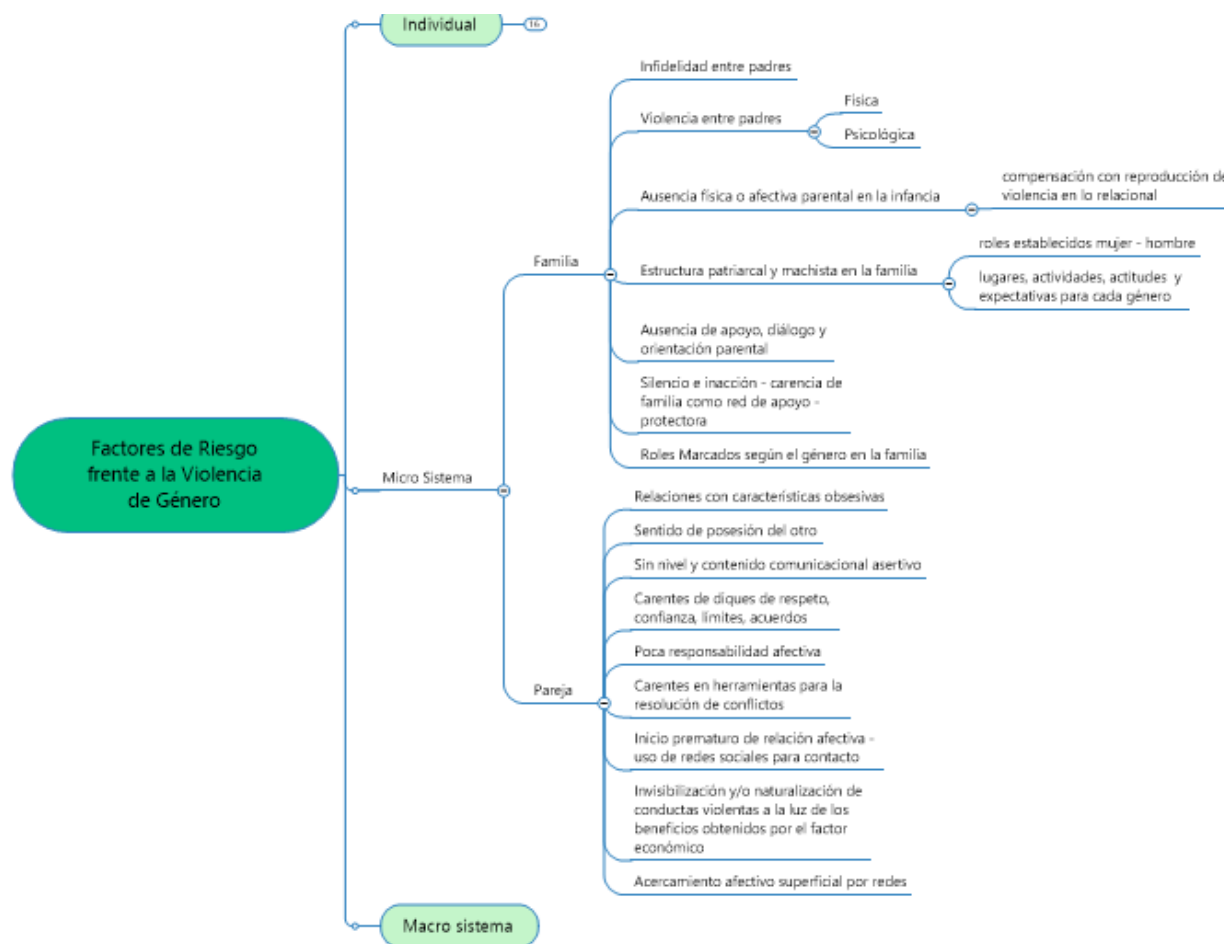 Individual
16
Infidelidad entre padres
Violencia entre padres
Física
Psicológica
Ausencia física o afectiva parental en la infancia
compensación con reproducción de
violencia en lo relacional
Familia
Estructura patriarcal y machista en la familia
roles establecidos mujer - hombre
lugares, actividades, actitudes y
expectativas para cada género
Ausencia de apoyo, diálogo y
orientación parental
Silencio e inacción - carencia de
familia como red de apoyo -
protectora
Roles Marcados según el género en la familia
Factores de Riesgo
frente a la Violencia
de Género
Micro Sistema
Relaciones con características obsesivas
Sentido de posesión del otro
Sin nivel y contenido comunicacional asertivo
Carentes de diques de respeto,
confianza, límites, acuerdos
Poca responsabilidad afectiva
Pareja
Carentes en herramientas para la
resolución de conflictos
Inicio prematuro de relación afectiva -
uso de redes sociales para contacto
Invisibilización y/o naturalización de
conductas violentas a la luz de los
beneficios obtenidos por el factor
económico
Acercamiento afectivo superficial por redes
Macro sistema